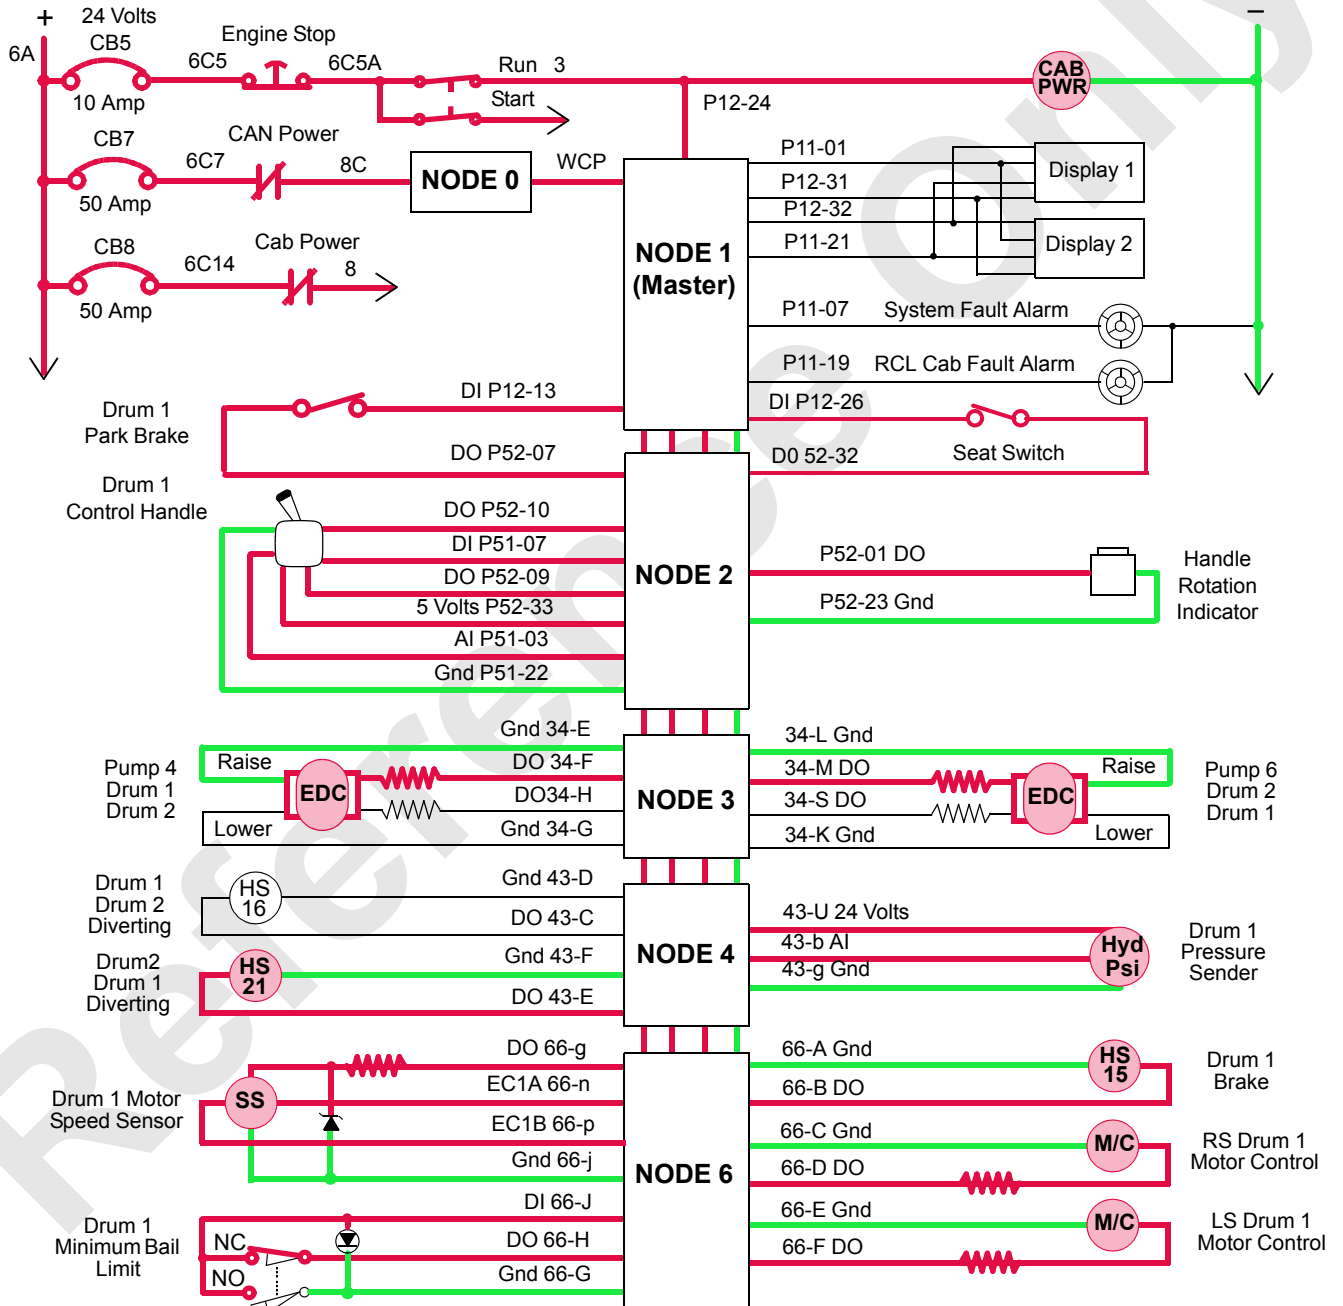 + 24 Volts −
6A CB5 6C5 Engine Stop 6C5A Run 3 CAB PWR
10 Amp Start P12-24
CB7 6C7 CAN Power 8C NODE 0 WCP
50 Amp
CB8 6C14 Cab Power 8
50 Amp
NODE 1
(Master)
P11-01
P12-31
P12-32
P11-21
Display 1
Display 2
P11-07 System Fault Alarm
P11-19 RCL Cab Fault Alarm
Drum 1
Park Brake
DI P12-13
DO P52-07
DI P12-26
Seat Switch
D0 52-32
Drum 1
Control Handle
DO P52-10
DI P51-07
DO P52-09
5 Volts P52-33
AI P51-03
Gnd P51-22
NODE 2
P52-01 DO
P52-23 Gnd
Handle
Rotation
Indicator
Pump 4
Drum 1
Drum 2
Raise
EDC
Lower
Gnd 34-E
DO 34-F
DO34-H
Gnd 34-G
NODE 3
34-L Gnd
34-M DO
34-S DO
34-K Gnd
Raise
EDC
Lower
Pump 6
Drum 2
Drum 1
Drum 1
Drum 2
Diverting
HS
16
Gnd 43-D
DO 43-C
Drum2
Drum 1
Diverting
HS
21
Gnd 43-F
DO 43-E
NODE 4
43-U 24 Volts
43-b AI
43-g Gnd
Hyd
Psi
Drum 1
Pressure
Sender
Drum 1 Motor
Speed Sensor
SS
DO 66-g
EC1A 66-n
EC1B 66-p
Gnd 66-j
NODE 6
66-A Gnd
66-B DO
HS
15
Drum 1
Brake
66-C Gnd
66-D DO
M/C
RS Drum 1
Motor Control
66-E Gnd
66-F DO
M/C
LS Drum 1
Motor Control
Drum 1
Minimum Bail
Limit
NC
NO
DI 66-J
DO 66-H
Gnd 66-G
Reference Only